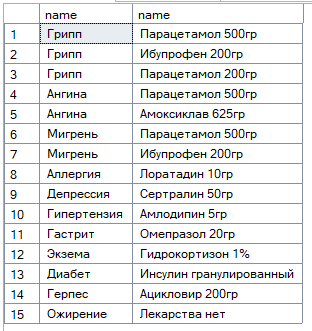 name name
1 Грипп Парацетамол 500гр
2 Грипп Ибупрофен 200гр
3 Грипп Парацетамол 200гр
4 Ангина Парацетамол 500гр
5 Ангина Амоксиклав 625гр
6 Мигрень Парацетамол 500гр
7 Мигрень Ибупрофен 200гр
8 Аллергия Лоратадин 10гр
9 Депрессия Сертралин 50гр
10 Гипертензия Амлодипин 5гр
11 Гастрит Омепразол 20гр
12 Экзема Гидрокортизон 1%
13 Диабет Инсулин гранулированный
14 Герпес Ацикловир 200гр
15 Ожирение Лекарства нет